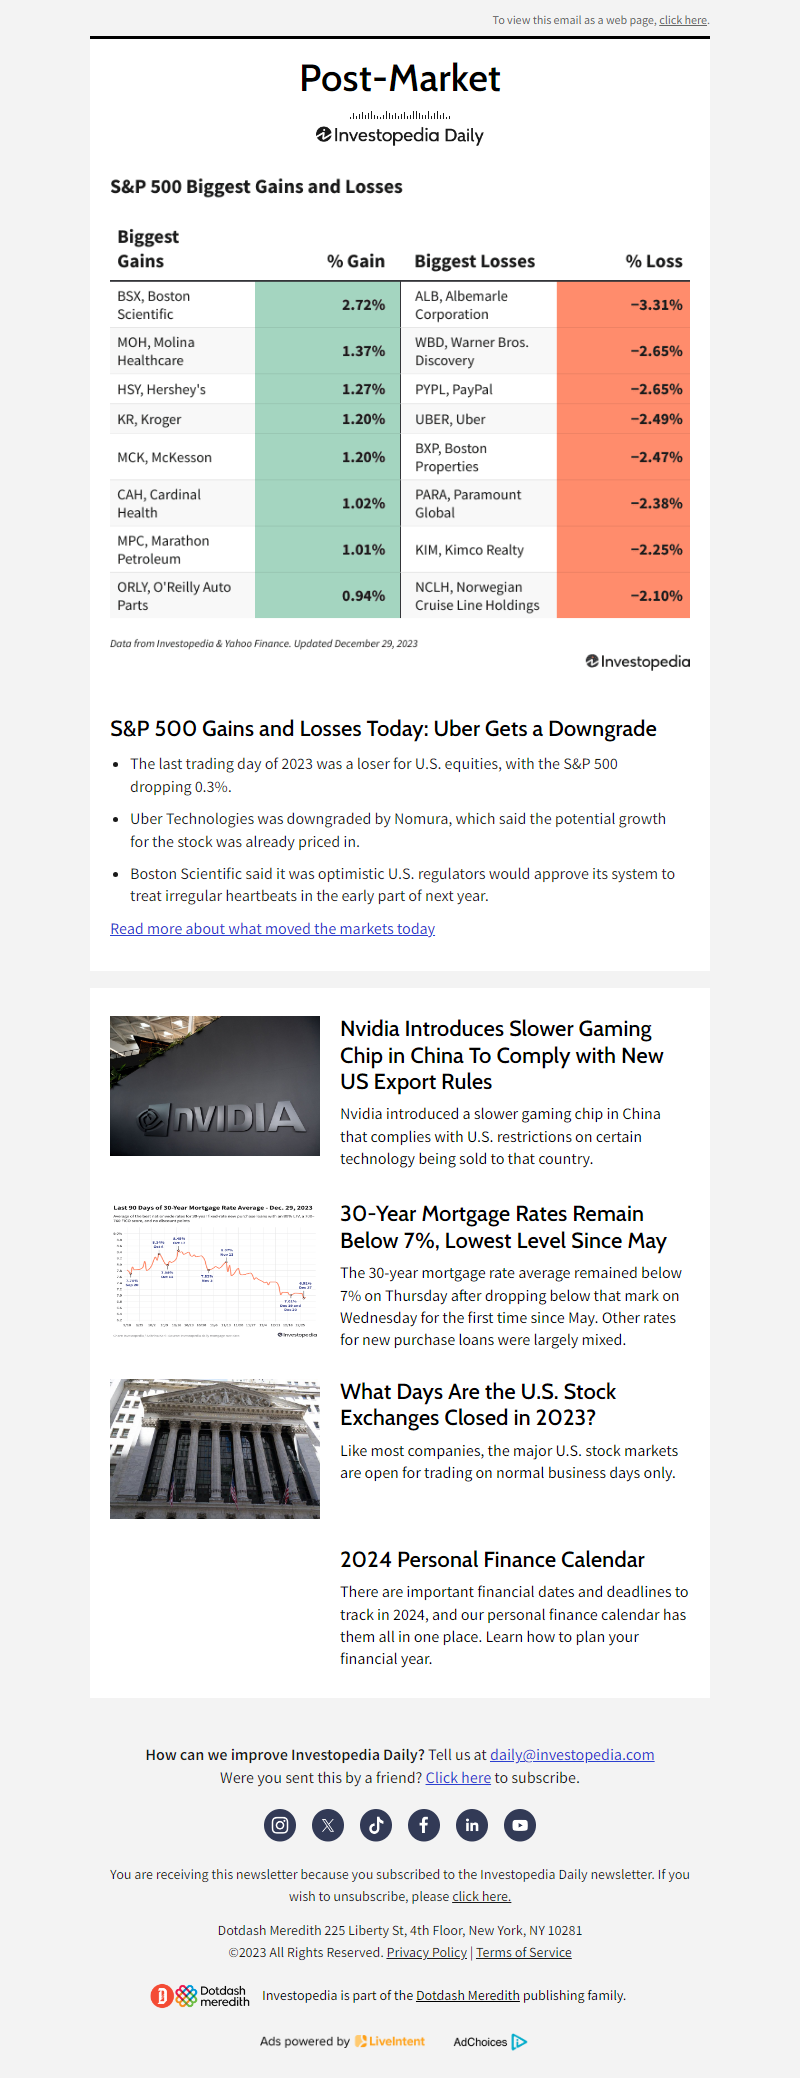 To view this email as a web page, click here.
Post-Market
Investopedia Daily
S&P 500 Biggest Gains and Losses
Biggest
Gains
% Gain
Biggest Losses
% Loss
BSX, Boston
Scientific
2.72%
ALB, Albemarle
Corporation
−3.31%
MOH, Molina
Healthcare
1.37%
WBD, Warner Bros.
Discovery
−2.65%
HSY, Hershey's
1.27%
PYPL, PayPal
−2.65%
KR, Kroger
1.20%
UBER, Uber
−2.49%
MCK, McKesson
1.20%
BXP, Boston
Properties
−2.47%
CAH, Cardinal
Health
1.02%
PARA, Paramount
Global
−2.38%
MPC, Marathon
Petroleum
1.01%
KIM, Kimco Realty
−2.25%
ORLY, O'Reilly Auto
Parts
0.94%
NCLH, Norwegian
Cruise Line Holdings
−2.10%
Data from Investopedia & Yahoo Finance. Updated December 29, 2023
Investopedia
S&P 500 Gains and Losses Today: Uber Gets a Downgrade
• The last trading day of 2023 was a loser for U.S. equities, with the S&P 500
dropping 0.3%.
• Uber Technologies was downgraded by Nomura, which said the potential growth
for the stock was already priced in.
• Boston Scientific said it was optimistic U.S. regulators would approve its system to
treat irregular heartbeats in the early part of next year.
Read more about what moved the markets today
nVIDIA
Nvidia Introduces Slower Gaming
Chip in China To Comply with New
US Export Rules
Nvidia introduced a slower gaming chip in China
that complies with U.S. restrictions on certain
technology being sold to that country.
Last 90 Days of 30-Year Mortgage Rate Average - Dec. 29, 2023
Investopedia
30-Year Mortgage Rates Remain
Below 7%, Lowest Level Since May
The 30-year mortgage rate average remained below
7% on Thursday after dropping below that mark on
Wednesday for the first time since May. Other rates
for new purchase loans were largely mixed.
What Days Are the U.S. Stock
Exchanges Closed in 2023?
Like most companies, the major U.S. stock markets
are open for trading on normal business days only.
2024 Personal Finance Calendar
There are important financial dates and deadlines to
track in 2024, and our personal finance calendar has
them all in one place. Learn how to plan your
financial year.
How can we improve Investopedia Daily? Tell us at daily@investopedia.com
Were you sent this by a friend? Click here to subscribe.
You are receiving this newsletter because you subscribed to the Investopedia Daily newsletter. If you
wish to unsubscribe, please click here.
Dotdash Meredith 225 Liberty St, 4th Floor, New York, NY 10281
©2023 All Rights Reserved. Privacy Policy | Terms of Service
Dotdash
meredith
Investopedia is part of the Dotdash Meredith publishing family.
Ads powered by LiveIntent
AdChoices